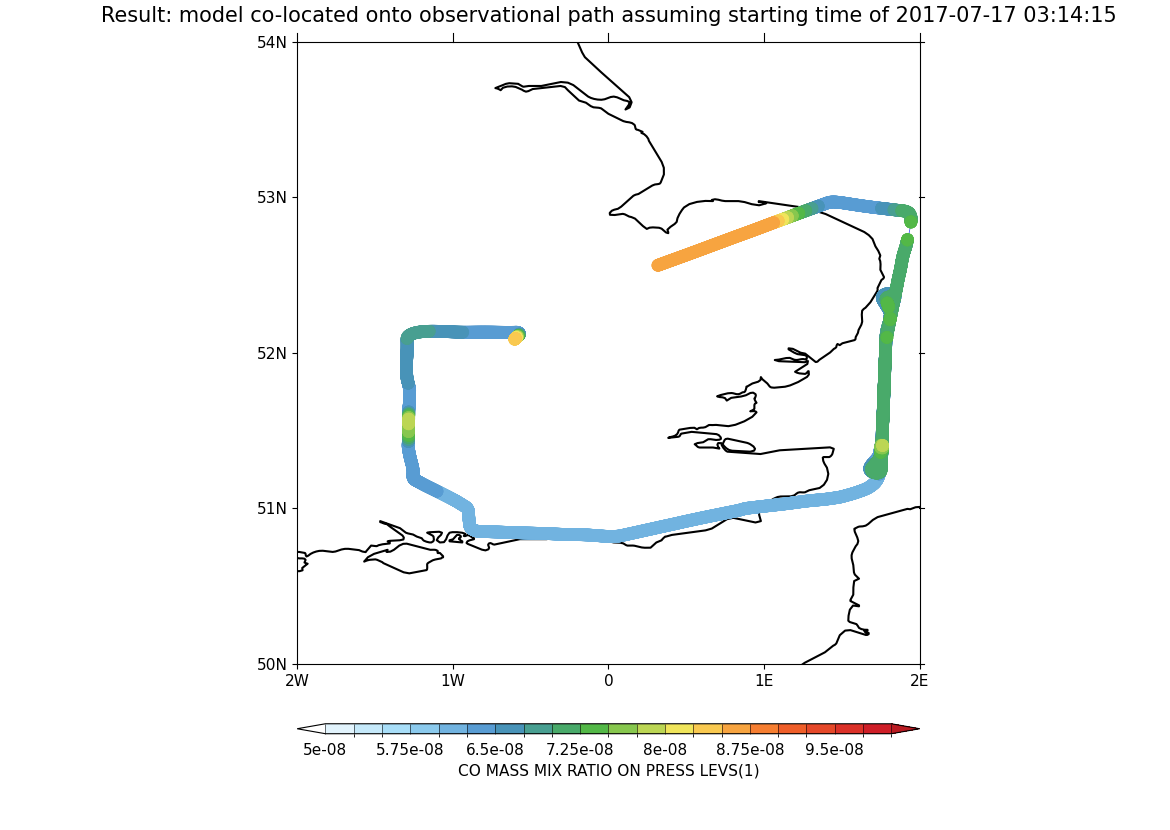 Result: model co-located onto observational path assuming starting time of 2017-07-17 03:14:15
54N
53N
52N
51N
50N
2W 1W 0 1E 2E
5e-08 5.75e-08 6.5e-08 7.25e-08 8e-08 8.75e-08 9.5e-08
CO MASS MIX RATIO ON PRESS LEVS(1)